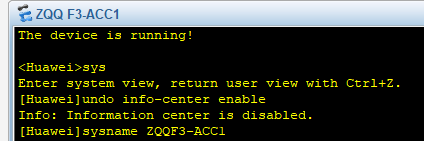 ZQQ F3-ACC1
The device is running!
<Huawei>sys
Enter system view, return user view with Ctrl+Z.
[Huawei]undo info-center enable
Info: Information center is disabled.
[Huawei]sysname ZQQF3-ACC1